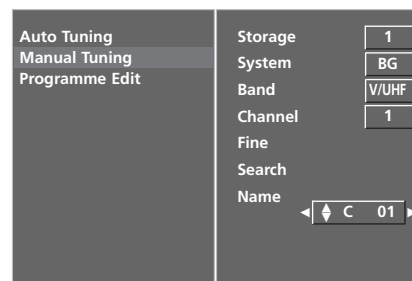 Auto Tuning
Manual Tuning
Programme Edit
Storage 1
System BG
Band V/UHF
Channel 1
Fine
Search
Name
C 01